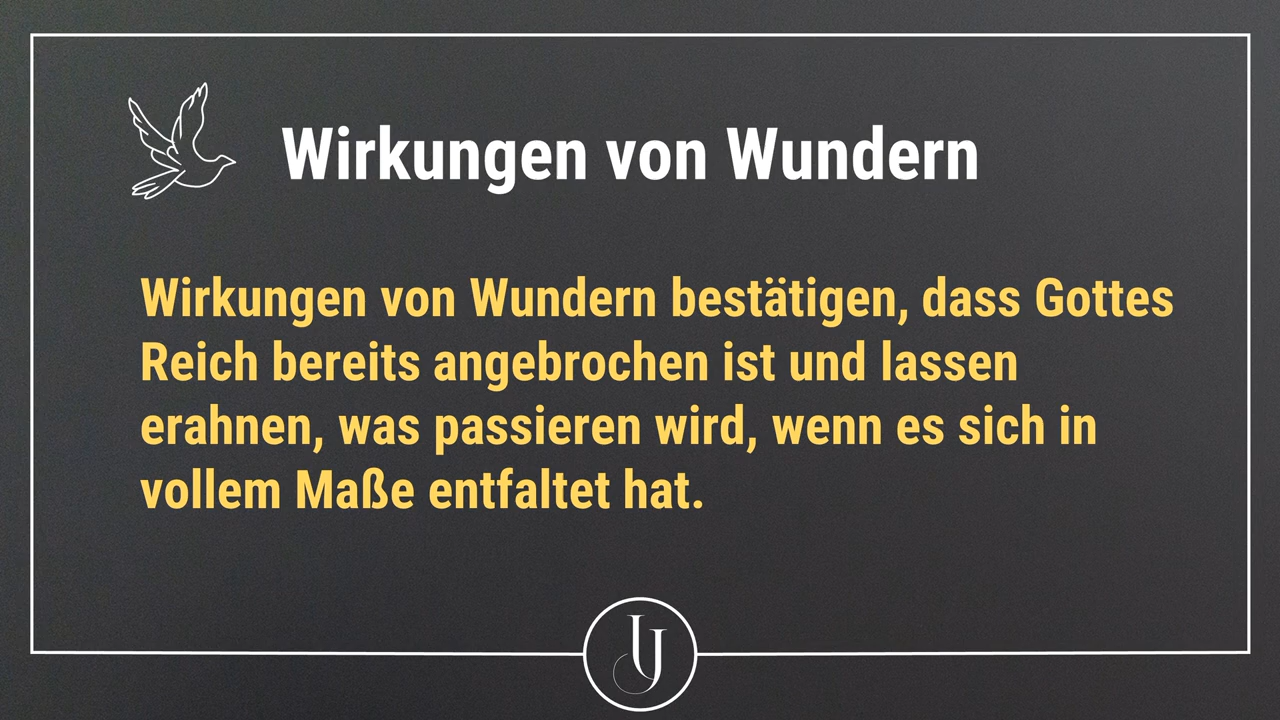 Wirkungen von Wundern
Wirkungen von Wundern bestätigen, dass Gottes
Reich bereits angebrochen ist und lassen
erahnen, was passieren wird, wenn es sich in
vollem Maße entfaltet hat.